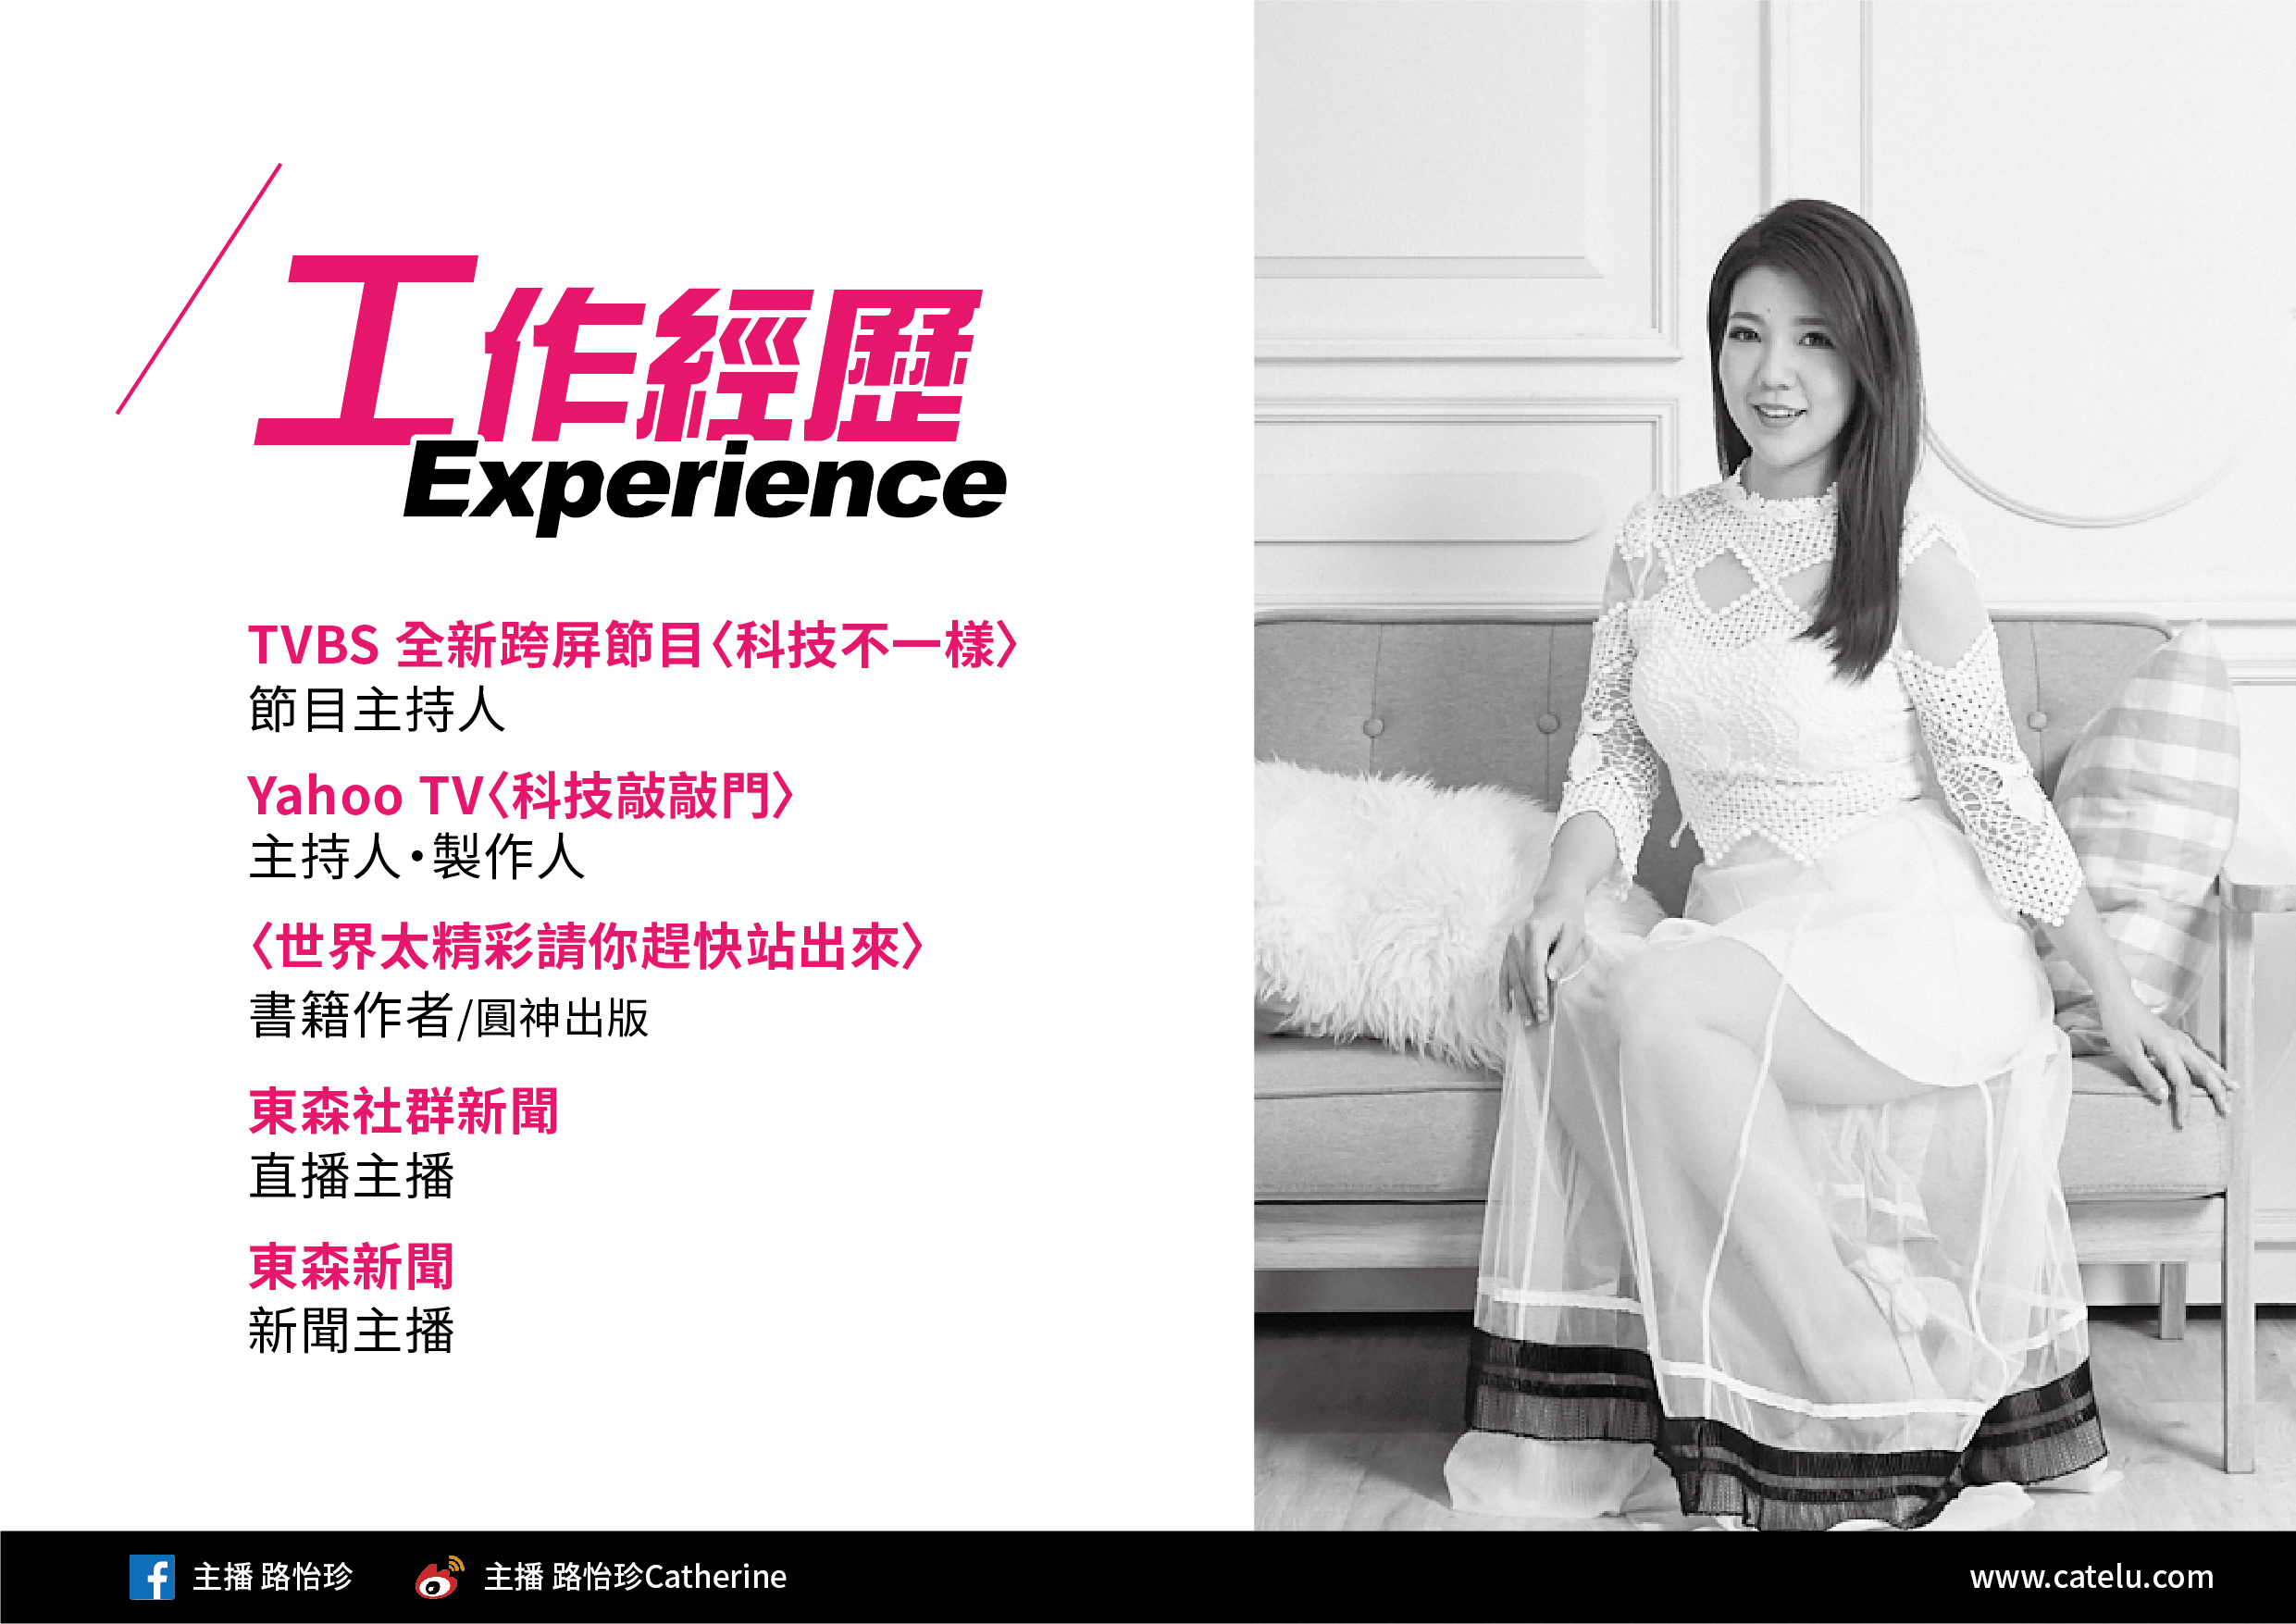 工作經歷
Experience
TVBS 全新跨屏節目〈科技不一樣〉
節目主持人
Yahoo TV〈科技敲敲門〉
主持人・製作人
〈世界太精彩請你趕快站出來〉
書籍作者/圓神出版
東森社群新聞
直播主播
東森新聞
新聞主播
主播 路怡珍
主播 路怡珍Catherine
www.catelu.com